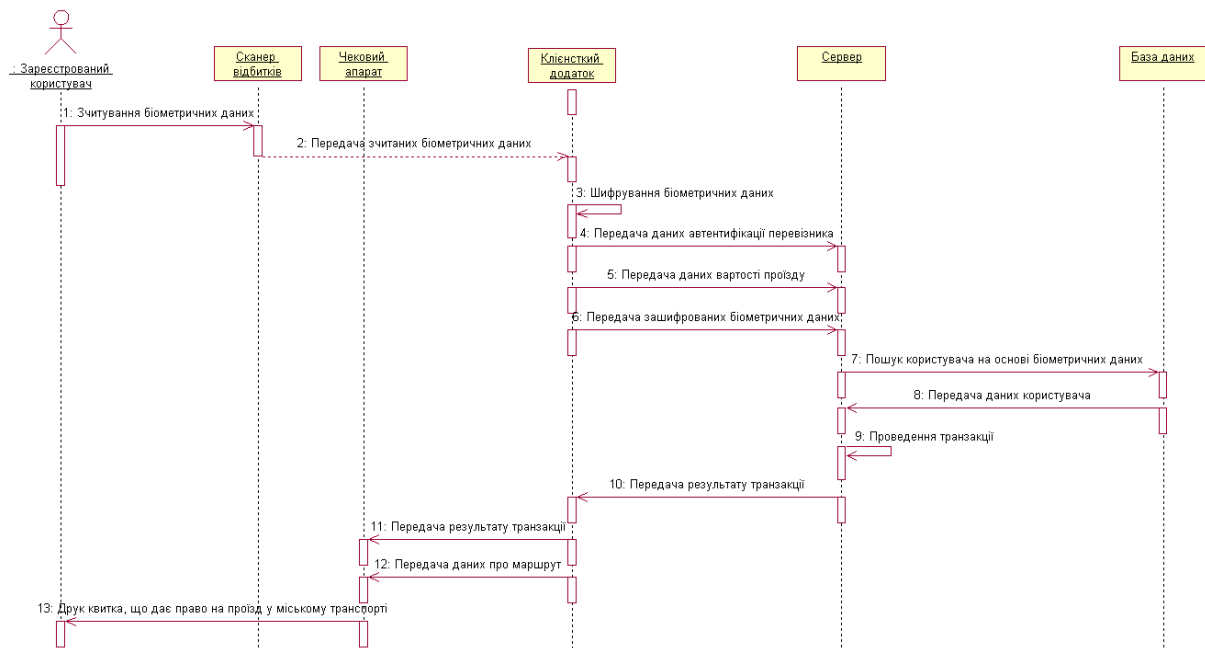 : Зареєстрований
користувач
Сканер
відбитків
Чековий
апарат
Клієнсткий
додаток
Сервер
База даних
1: Зчитування біометричних даних
2: Передача зчитаних біометричних даних
3: Шифрування біометричних даних
4: Передача даних автентифікації перевізника
5: Передача даних вартості проїзду
6: Передача зашифрованих біометричних даних
7: Пошук користувача на основі біометричних даних
8: Передача даних користувача
9: Проведення транзакції
10: Передача результату транзакції
11: Передача результату транзакції
12: Передача даних про маршрут
13: Друк квитка, що дає право на проїзд у міському транспорті